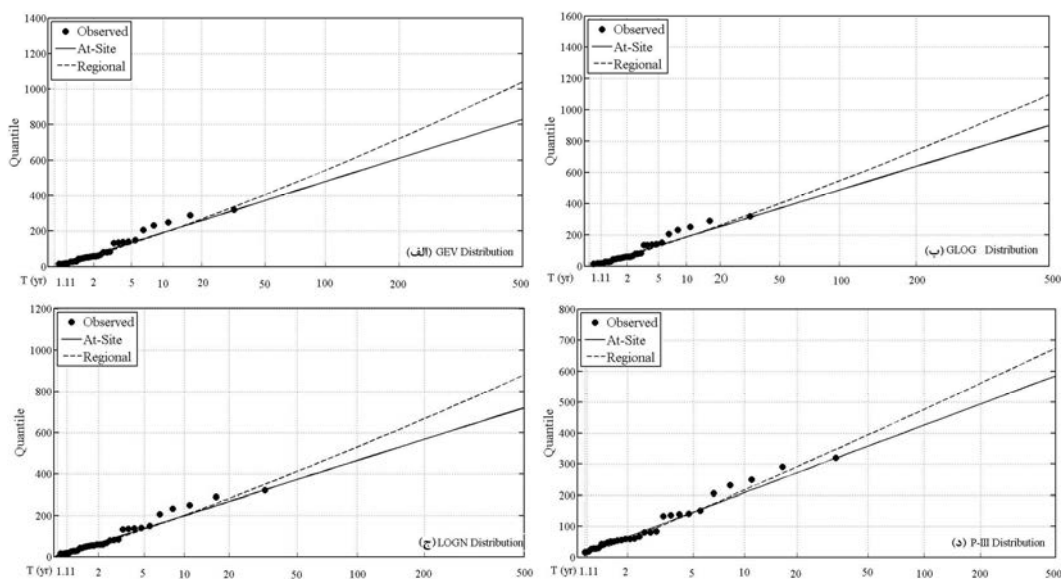 1400
1200
1000
800
600
400
200
0
Quantile
Observed
At-Site
Regional
(الف) GEV Distribution
T (yr) 1.11 2 5 10 20 50 100 200 500
1600
1400
1200
1000
800
600
400
200
0
Quantile
Observed
At-Site
Regional
(ب) GLOG Distribution
T (yr) 1.11 2 5 10 20 50 100 200 500
1200
1000
800
600
400
200
0
Quantile
Observed
At-Site
Regional
(ج) LOGN Distribution
T (yr) 1.11 2 5 10 20 50 100 200 500
800
700
600
500
400
300
200
100
0
Quantile
Observed
At-Site
Regional
(د) P-III Distribution
T (yr) 1.11 2 5 10 20 50 100 200 500